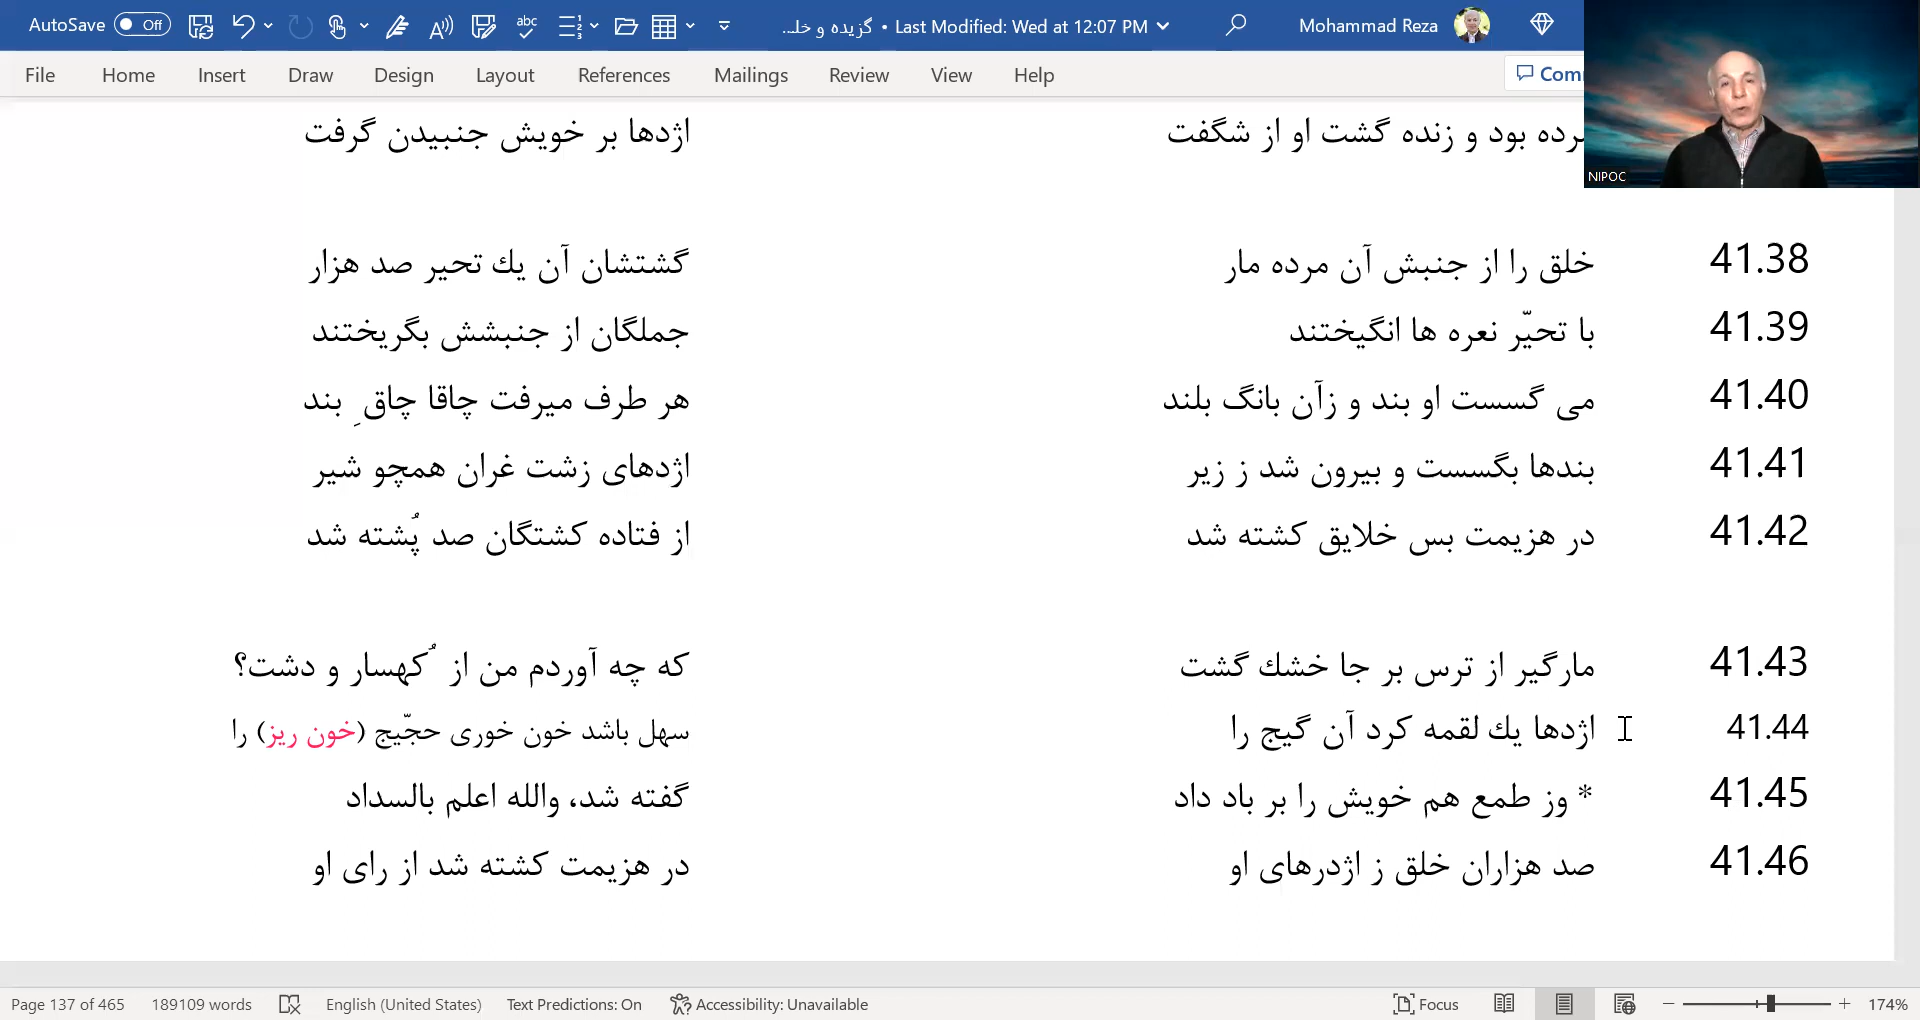 AutoSave Off گزیده و خل... • Last Modified: Wed at 12:07 PM Mohammad Reza
File Home Insert Draw Design Layout References Mailings Review View Help
NIPOC
بود و زنده گشت او از شگفت اژدها بر خویش جنبیدن گرفت
41.38 خلق را از جنبش آن مرده مار گشتشان آن یك تحیر صد هزار
41.39 با تحیّر نعره ها انگیختند جملگان از جنبشش بگریختند
41.40 می گسست او بند و زآن بانگ بلند هر طرف میرفت چاقا چاقِ بند
41.41 بندها بگسست و بیرون شد ز زیر اژدهای زشت غران همچو شیر
41.42 در هزیمت بس خلایق کشته شد از فتاده کشتگان صد پُشته شد
41.43 مارگیر از ترس بر جا خشك گشت که چه آوردم من از ُکهسار و دشت؟
41.44 اژدها یك لقمه کرد آن گیج را سهل باشد خون خوری حجّیج (خون ریز) را
41.45 * وز طمع هم خویش را بر باد داد گفته شد، والله اعلم بالسداد
41.46 صد هزاران خلق ز اژدرهای او در هزیمت کشته شد از رای او
Page 137 of 465 189109 words English (United States) Text Predictions: On Accessibility: Unavailable Focus 174%